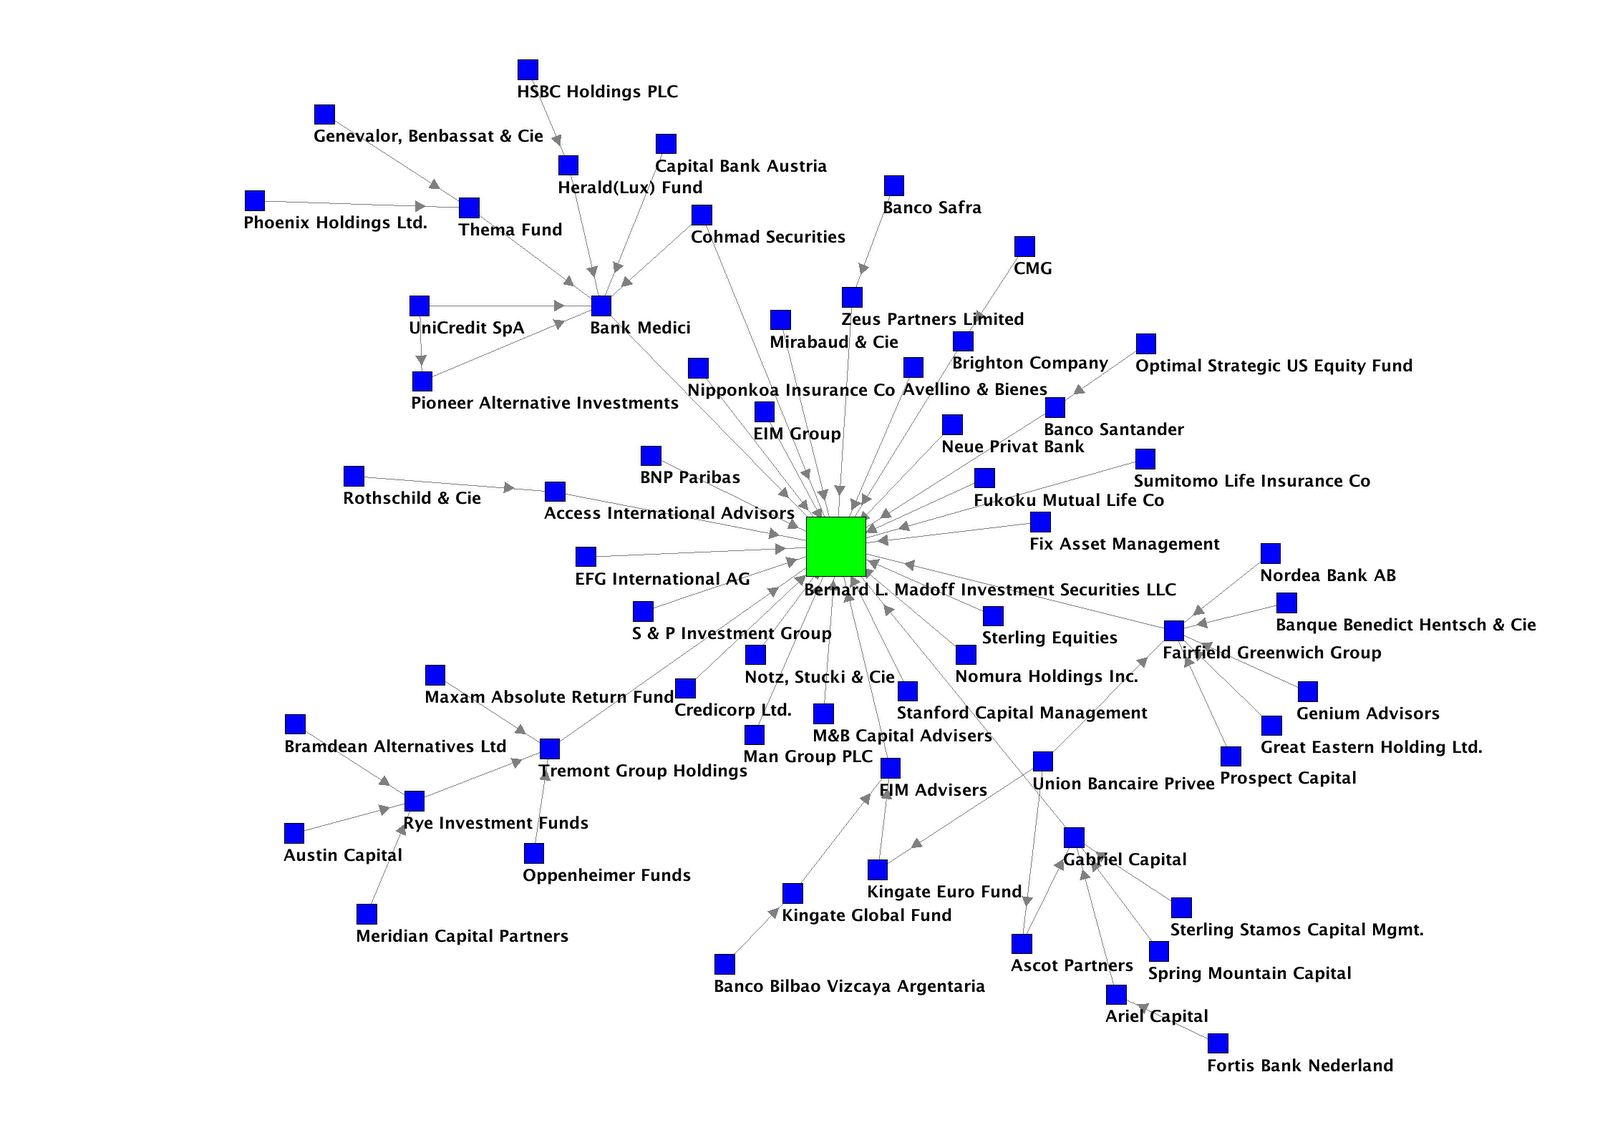 HSBC Holdings PLC
Genevalor, Benbassat & Cie
Capital Bank Austria
Herald(Lux) Fund
Banco Safra
Phoenix Holdings Ltd.
Thema Fund
Cohmad Securities
CMG
Zeus Partners Limited
UniCredit SpA
Bank Medici
Mirabaud & Cie
Brighton Company
Optimal Strategic US Equity Fund
Nipponkoa Insurance Co
Avellino & Bienes
Pioneer Alternative Investments
Banco Santander
EIM Group
Neue Privat Bank
BNP Paribas
Sumitomo Life Insurance Co
Rothschild & Cie
Fukoku Mutual Life Co
Access International Advisors
Fix Asset Management
Nordea Bank AB
EFG International AG
Bernard L. Madoff Investment Securities LLC
Banque Benedict Hentsch & Cie
S & P Investment Group
Sterling Equities
Fairfield Greenwich Group
Notz, Stucki & Cie
Nomura Holdings Inc.
Maxam Absolute Return Fund
Credicorp Ltd.
Stanford Capital Management
Genium Advisors
M&B Capital Advisers
Bramdean Alternatives Ltd
Great Eastern Holding Ltd.
Man Group PLC
Tremont Group Holdings
Prospect Capital
Union Bancaire Privee
FIM Advisers
Rye Investment Funds
Austin Capital
Gabriel Capital
Oppenheimer Funds
Kingate Euro Fund
Kingate Global Fund
Sterling Stamos Capital Mgmt.
Meridian Capital Partners
Ascot Partners
Spring Mountain Capital
Banco Bilbao Vizcaya Argentaria
Ariel Capital
Fortis Bank Nederland